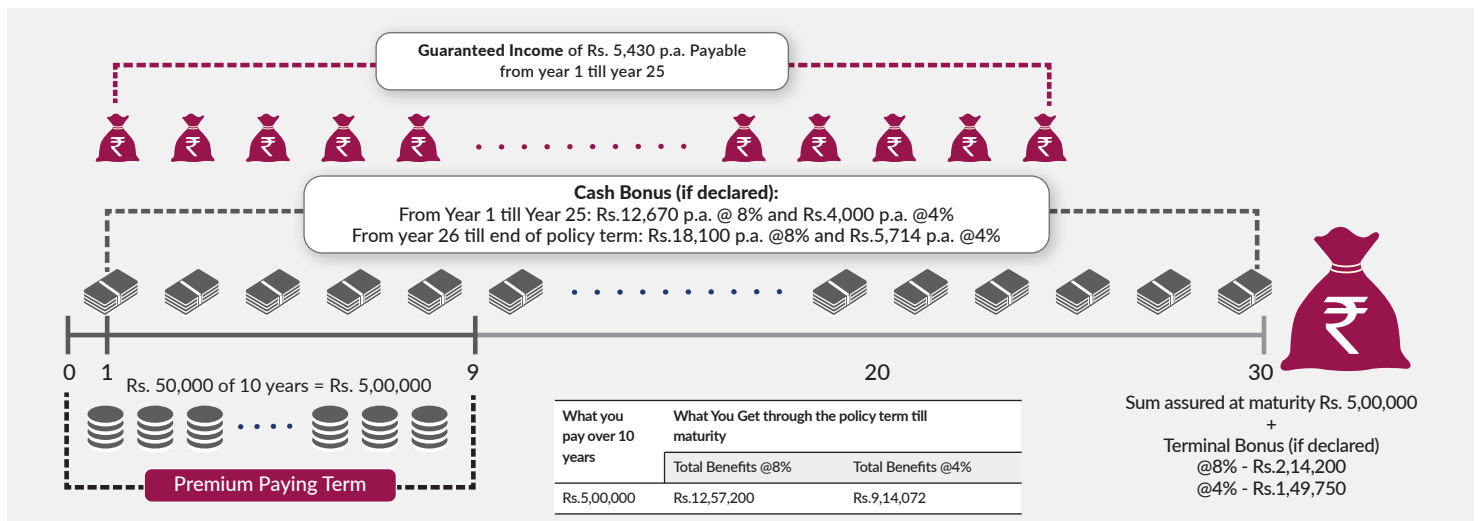 Guaranteed Income of Rs. 5,430 p.a. Payable
from year 1 till year 25
₹ ₹ ₹ ₹ ₹ ₹ ₹ ₹ ₹ ₹
Cash Bonus (if declared):
From Year 1 till Year 25: Rs.12,670 p.a. @ 8% and Rs.4,000 p.a. @4%
From year 26 till end of policy term: Rs.18,100 p.a. @8% and Rs.5,714 p.a. @4%
₹
0 1 9 20 30
Rs. 50,000 of 10 years = Rs. 5,00,000
Premium Paying Term
What you
pay over 10
years
What You Get through the policy term till
maturity
Total Benefits @8% Total Benefits @4%
Rs.5,00,000 Rs.12,57,200 Rs.9,14,072
Sum assured at maturity Rs. 5,00,000
+
Terminal Bonus (if declared)
@8% - Rs.2,14,200
@4% - Rs.1,49,750